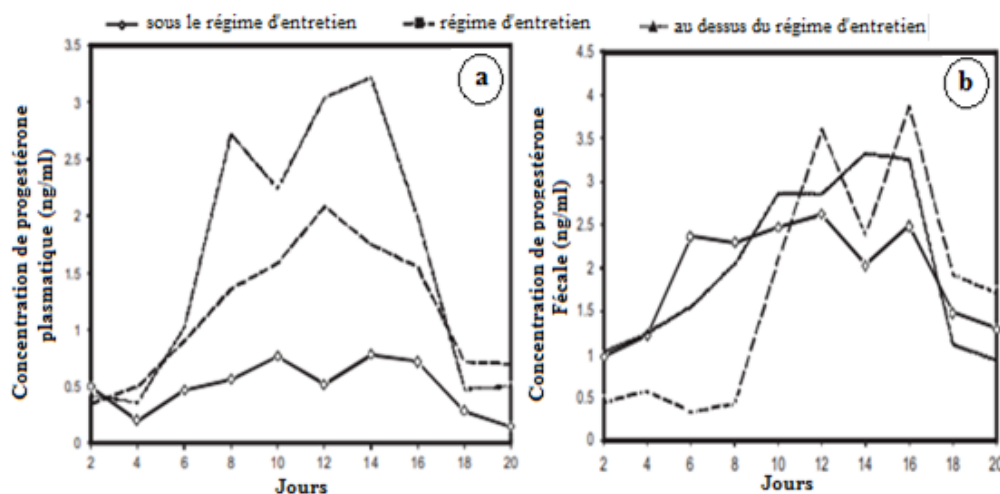 sous le régime d'entretien régime d'entretien au dessus du régime d'entretien
a
Concentration de progestérone
plasmatique (ng/ml)
3.5
3
2.5
2
1.5
1
0.5
0
2 4 6 8 10 12 14 16 18 20
Jours
b
Concentration de progestérone
Fécale (ng/ml)
4.5
4
3.5
3
2.5
2
1.5
1
0.5
0
2 4 6 8 10 12 14 16 18 20
Jours